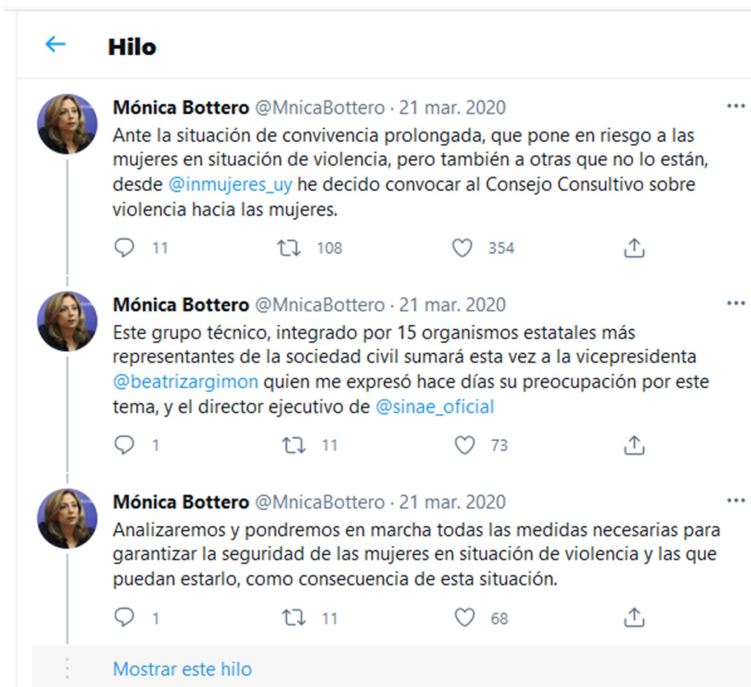 Hilo
Mónica Bottero @MnicaBottero · 21 mar. 2020
Ante la situación de convivencia prolongada, que pone en riesgo a las
mujeres en situación de violencia, pero también a otras que no lo están,
desde @inmujeres_uy he decido convocar al Consejo Consultivo sobre
violencia hacia las mujeres.
11 108 354
Mónica Bottero @MnicaBottero · 21 mar. 2020
Este grupo técnico, integrado por 15 organismos estatales más
representantes de la sociedad civil sumará esta vez a la vicepresidenta
@beatrizargimon quien me expresó hace días su preocupación por este
tema, y el director ejecutivo de @sinae_oficial
1 11 73
Mónica Bottero @MnicaBottero · 21 mar. 2020
Analizaremos y pondremos en marcha todas las medidas necesarias para
garantizar la seguridad de las mujeres en situación de violencia y las que
puedan estarlo, como consecuencia de esta situación.
1 11 68
Mostrar este hilo